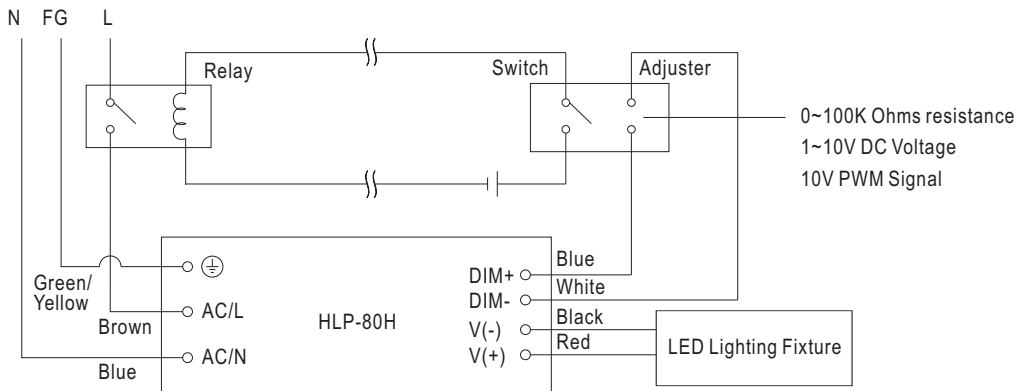 N FG L
Relay
Switch
Adjuster
0~100K Ohms resistance
1~10V DC Voltage
10V PWM Signal
Green/
Yellow
Brown
Blue
AC/L
AC/N
HLP-80H
DIM+
DIM-
V(-)
V(+)
Blue
White
Black
Red
LED Lighting Fixture